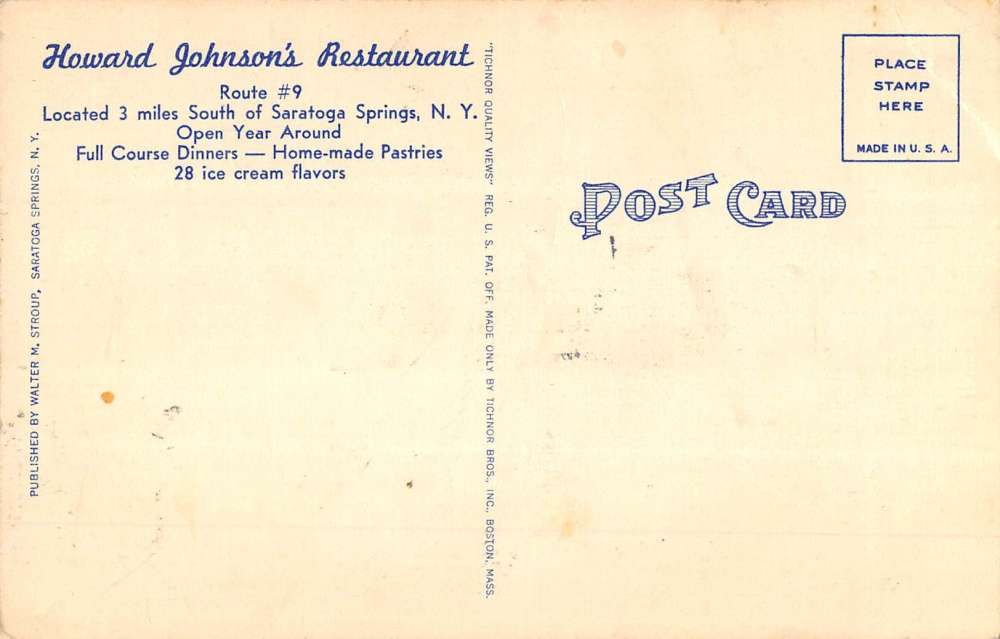 Howard Johnson's Restaurant
Route #9
Located 3 miles South of Saratoga Springs, N. Y.
Open Year Around
Full Course Dinners — Home-made Pastries
28 ice cream flavors
PUBLISHED BY WALTER M. STROUP, SARATOGA SPRINGS, N. Y.
"TICHNOR QUALITY VIEWS" REG. U. S. PAT. OFF. MADE ONLY BY TICHNOR BROS., INC., BOSTON, MASS.
POST CARD
PLACE
STAMP
HERE
MADE IN U. S. A.